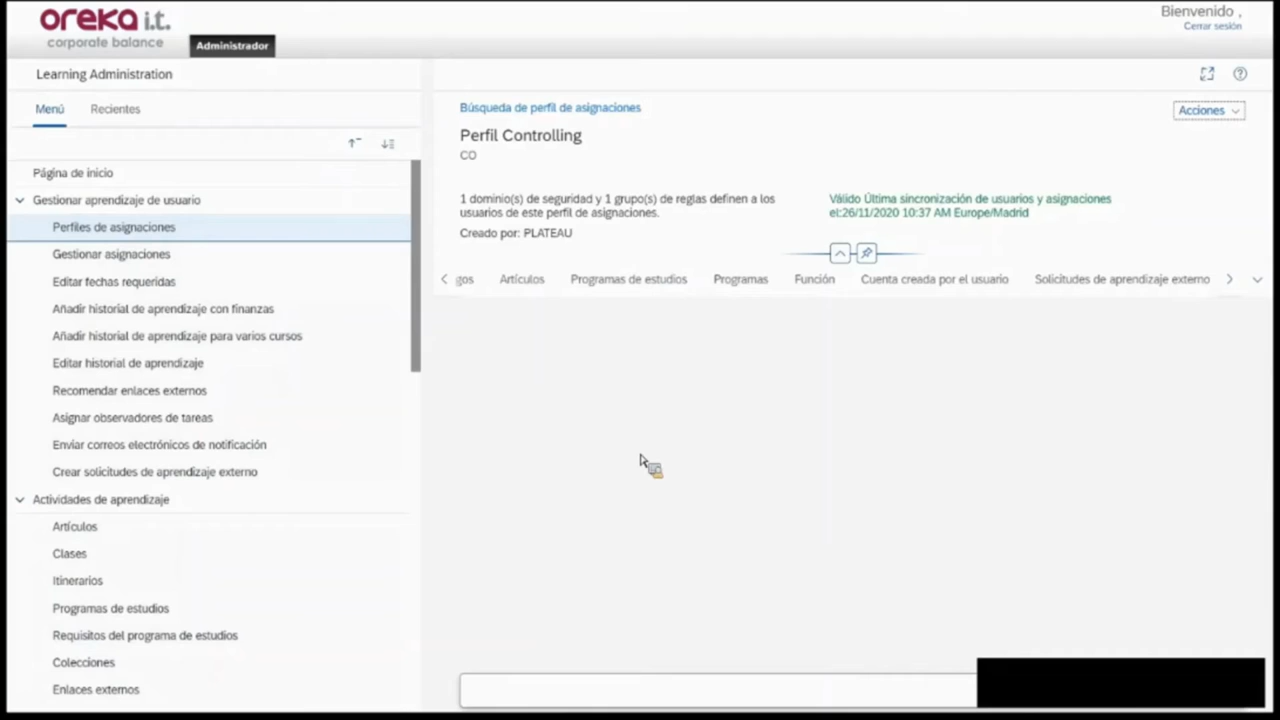 oreka i.t.
corporate balance
Administrador
Bienvenido ,
Cerrar sesión
Learning Administration
Menú
Recientes
Página de inicio
Gestionar aprendizaje de usuario
Perfiles de asignaciones
Gestionar asignaciones
Editar fechas requeridas
Añadir historial de aprendizaje con finanzas
Añadir historial de aprendizaje para varios cursos
Editar historial de aprendizaje
Recomendar enlaces externos
Asignar observadores de tareas
Enviar correos electrónicos de notificación
Crear solicitudes de aprendizaje externo
Actividades de aprendizaje
Artículos
Clases
Itinerarios
Programas de estudios
Requisitos del programa de estudios
Colecciones
Enlaces externos
Búsqueda de perfil de asignaciones
Acciones
Perfil Controlling
CO
1 dominio(s) de seguridad y 1 grupo(s) de reglas definen a los
usuarios de este perfil de asignaciones.
Creado por: PLATEAU
Válido Última sincronización de usuarios y asignaciones
el:26/11/2020 10:37 AM Europe/Madrid
gos
Artículos
Programas de estudios
Programas
Función
Cuenta creada por el usuario
Solicitudes de aprendizaje externo